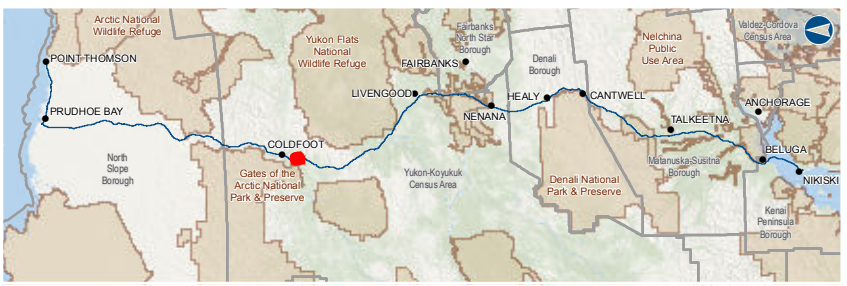 Arctic National
Wildlife Refuge
POINT THOMSON
PRUDHOE BAY
North
Slope
Borough
COLDFOOT
Gates of the
Arctic National
Park & Preserve
Yukon Flats
National
Wildlife Refuge
Fairbanks
North Star
Borough
FAIRBANKS
LIVENGOOD
NENANA
Yukon-Koyukuk
Census Area
Denali
Borough
HEALY
CANTWELL
Denali National
Park & Preserve
Nelchina
Public
Use Area
TALKEETNA
Matanuska-Susitna
Borough
Valdez-Cordova
Census Area
ANCHORAGE
BELUGA
NIKISKI
Kenai
Peninsula
Borough